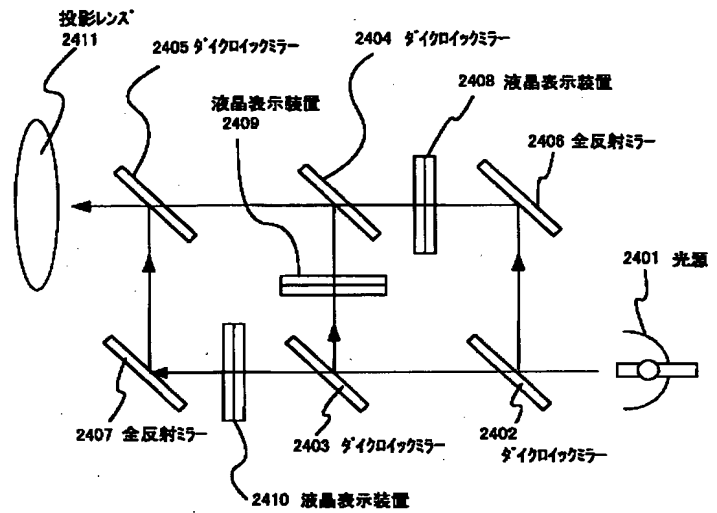 投影レンズ
2411
2405 ダイクロイックミラー
2404 ダイクロイックミラー
2408 液晶表示装置
液晶表示装置
2409
2406 全反射ミラー
2401 光源
2407 全反射ミラー
2403 ダイクロイックミラー
2402
ダイクロイックミラー
2410 液晶表示装置